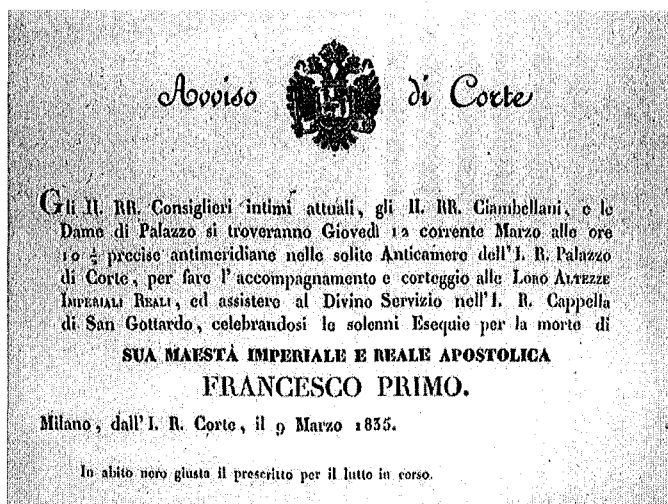 Avviso di Corte
Gli II. RR. Consiglieri intimi attuali, gli II. RR. Ciambellani, e le
Dame di Palazzo si troveranno Giovedì 12 corrente Marzo alle ore
10 ½ precise antimeridiane nelle solite Anticamere dell'I. R. Palazzo
di Corte, per fare l'accompagnamento e corteggio alle LORO ALTEZZE
IMPERIALI REALI, ed assistere al Divino Servizio nell'I. R. Cappella
di San Gottardo, celebrandosi le solenni Esequie per la morte di
SUA MAESTÀ IMPERIALE E REALE APOSTOLICA
FRANCESCO PRIMO.
Milano, dall'I. R. Corte, il 9 Marzo 1835.
In abito nero giusta il prescritto per il lutto in corso.